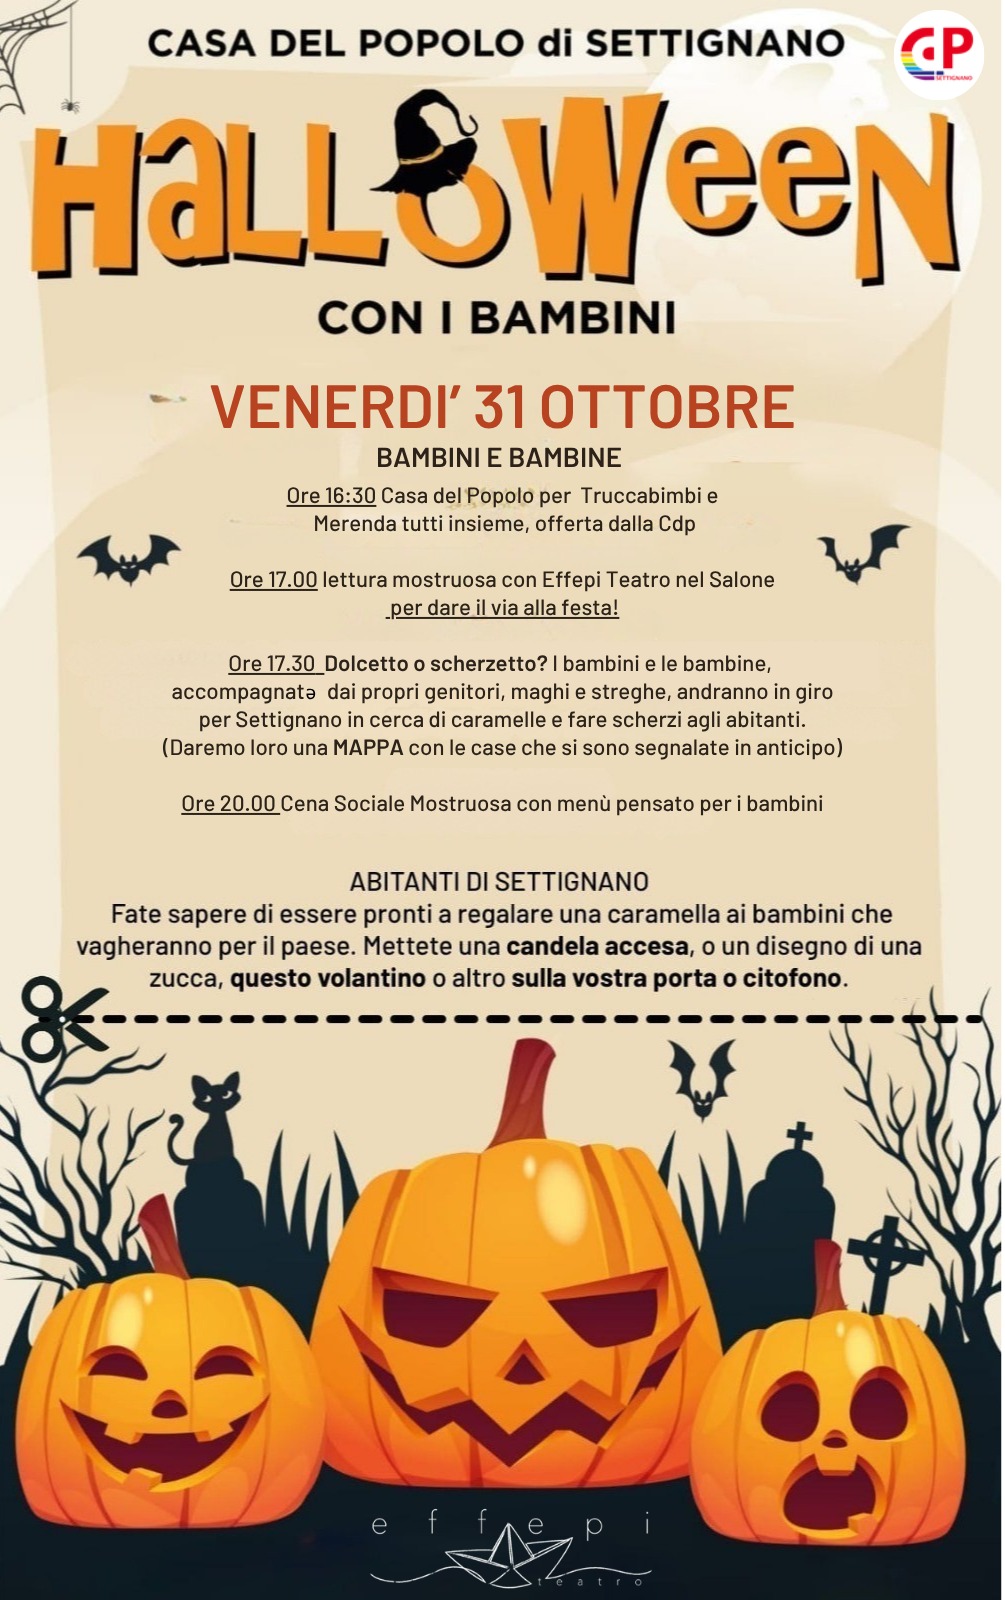 CASA DEL POPOLO di SETTIGNANO
CdP
SETTIGNANO
HaLLOWeeN
CON I BAMBINI
VENERDI’ 31 OTTOBRE
BAMBINI E BAMBINE
Ore 16:30 Casa del Popolo per Truccabimbi e
Merenda tutti insieme, offerta dalla Cdp
Ore 17.00 lettura mostruosa con Effepi Teatro nel Salone
per dare il via alla festa!
Ore 17.30 Dolcetto o scherzetto? I bambini e le bambine,
accompagnatə dai propri genitori, maghi e streghe, andranno in giro
per Settignano in cerca di caramelle e fare scherzi agli abitanti.
(Daremo loro una MAPPA con le case che si sono segnalate in anticipo)
Ore 20.00 Cena Sociale Mostruosa con menù pensato per i bambini
ABITANTI DI SETTIGNANO
Fate sapere di essere pronti a regalare una caramella ai bambini che
vagheranno per il paese. Mettete una candela accesa, o un disegno di una
zucca, questo volantino o altro sulla vostra porta o citofono.
effepi
teatro